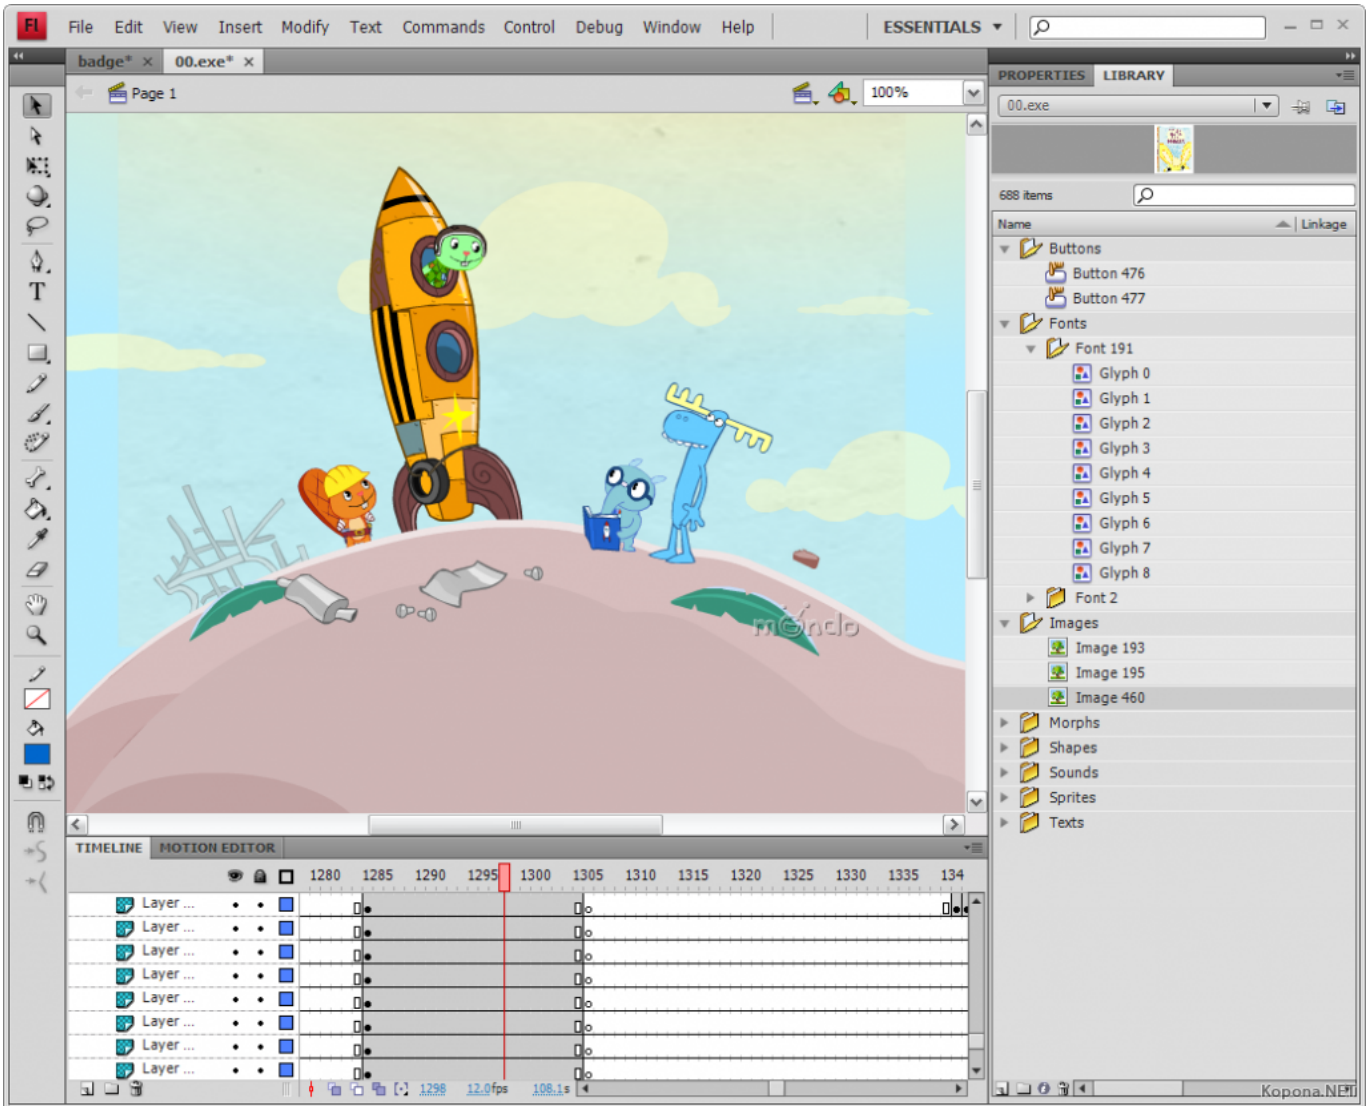 Fl File Edit View Insert Modify Text Commands Control Debug Window Help ESSENTIALS
badge* × 00.exe* ×
Page 1 100%
mondo
PROPERTIES LIBRARY
00.exe
688 items
Name Linkage
Buttons
Button 476
Button 477
Fonts
Font 191
Glyph 0
Glyph 1
Glyph 2
Glyph 3
Glyph 4
Glyph 5
Glyph 6
Glyph 7
Glyph 8
Font 2
Images
Image 193
Image 195
Image 460
Morphs
Shapes
Sounds
Sprites
Texts
TIMELINE MOTION EDITOR
1280 1285 1290 1295 1300 1305 1310 1315 1320 1325 1330 1335 134
Layer ...
Layer ...
Layer ...
Layer ...
Layer ...
Layer ...
Layer ...
Layer ...
1298 12.0fps 108.1s
Kopona.NET